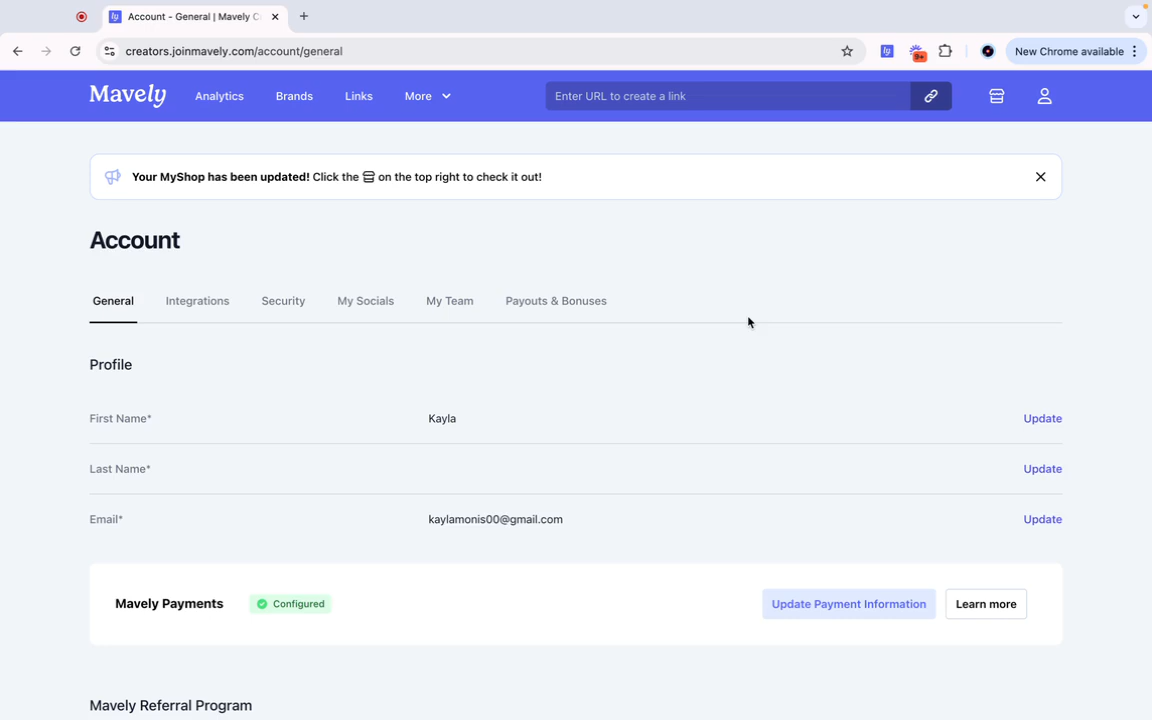 Account - General | Mavely C
creators.joinmavely.com/account/general
9+
New Chrome available
Mavely
Analytics
Brands
Links
More
Enter URL to create a link
Your MyShop has been updated! Click the on the top right to check it out!
Account
General
Integrations
Security
My Socials
My Team
Payouts & Bonuses
Profile
First Name*
Kayla
Update
Last Name*
Update
Email*
kaylamonis00@gmail.com
Update
Mavely Payments
Configured
Update Payment Information
Learn more
Mavely Referral Program